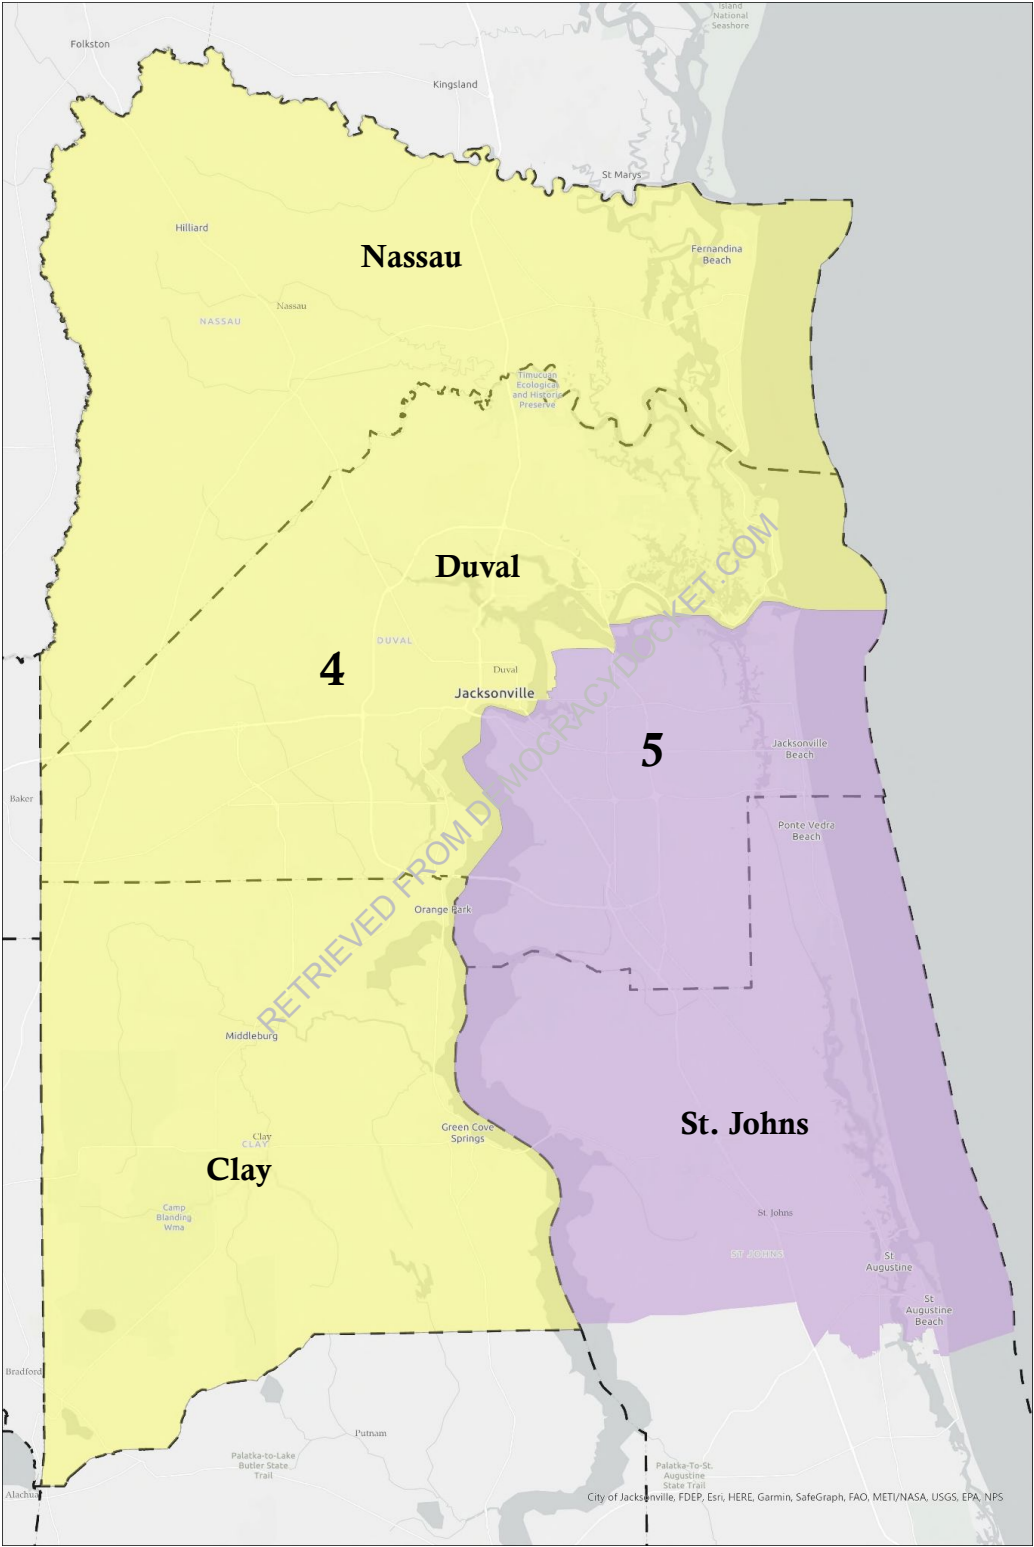 Island
National
Seashore
Folkston
Kingsland
St Marys
Hilliard
Nassau
Fernandina
Beach
Nassau
NASSAU
Timucuan
Ecological
and Historic
Preserve
Duval
DUVAL
4
Duval
Jacksonville
5
Jacksonville
Beach
Baker
Ponte Vedra
Beach
Orange Park
RETRIEVED FROM DEMOCRACYDOCKET.COM
Middleburg
Green Cove
Springs
St. Johns
Clay
CLAY
Clay
Camp
Blanding
Wma
St. Johns
ST JOHNS
St
Augustine
St
Augustine
Beach
Bradford
Putnam
Palatka-to-Lake
Butler State
Trail
Palatka-To-St.
Augustine
State Trail
Alachua
City of Jacksonville, FDEP, Esri, HERE, Garmin, SafeGraph, FAO, METI/NASA, USGS, EPA, NPS